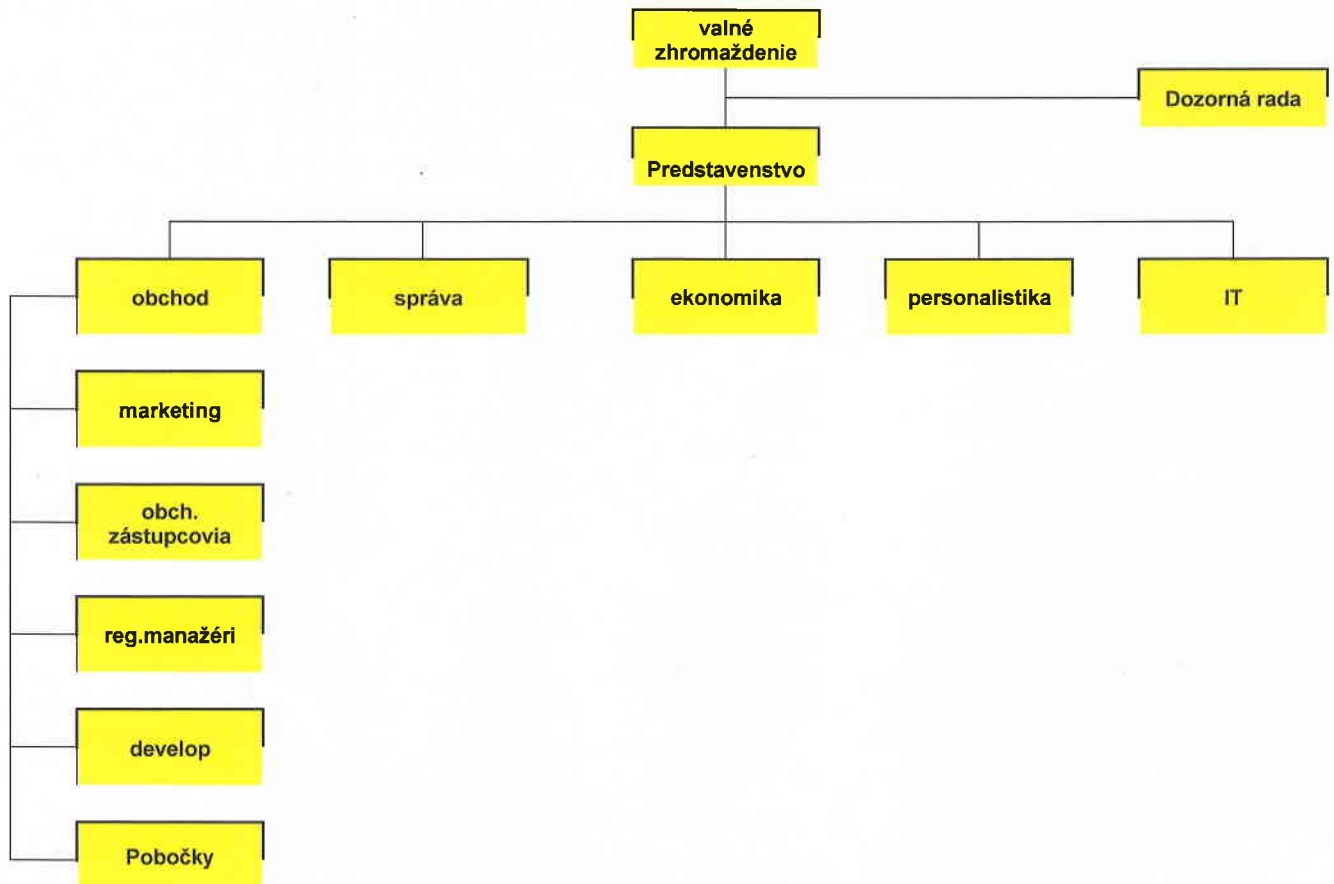 valné
zhromaždenie
Dozorná rada
Predstavenstvo
obchod
správa
ekonomika
personalistika
IT
marketing
obch.
zástupcovia
reg.manažéri
develop
Pobočky